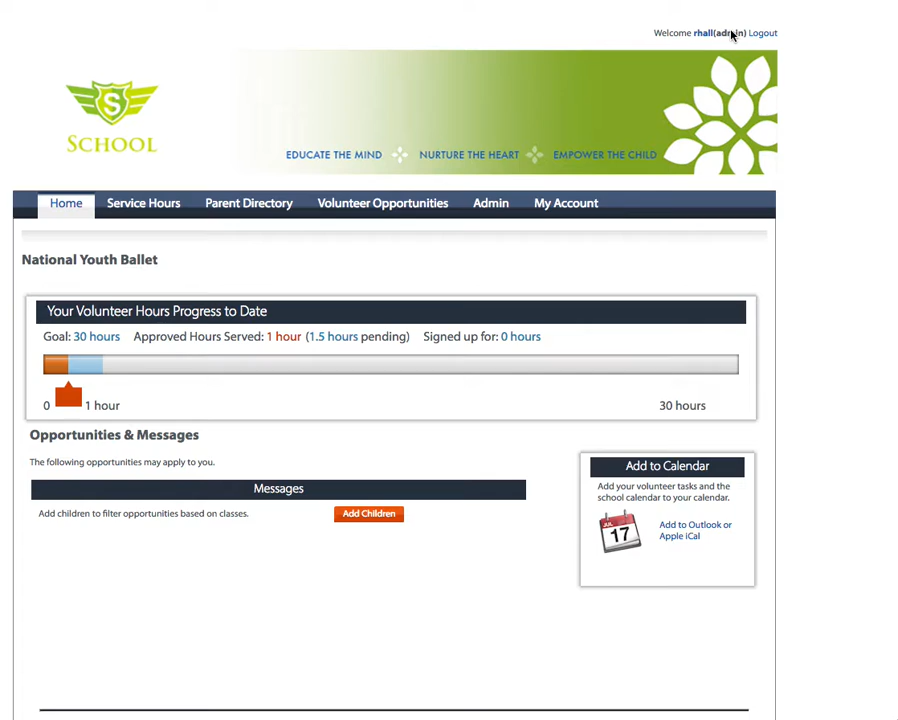 Welcome rhall(admin) Logout
S
SCHOOL
EDUCATE THE MIND NURTURE THE HEART EMPOWER THE CHILD
Home Service Hours Parent Directory Volunteer Opportunities Admin My Account
National Youth Ballet
Your Volunteer Hours Progress to Date
Goal: 30 hours Approved Hours Served: 1 hour (1.5 hours pending) Signed up for: 0 hours
0 1 hour 30 hours
Opportunities & Messages
The following opportunities may apply to you.
Messages
Add children to filter opportunities based on classes. Add Children
Add to Calendar
Add your volunteer tasks and the
school calendar to your calendar.
JUL
17
Add to Outlook or
Apple iCal